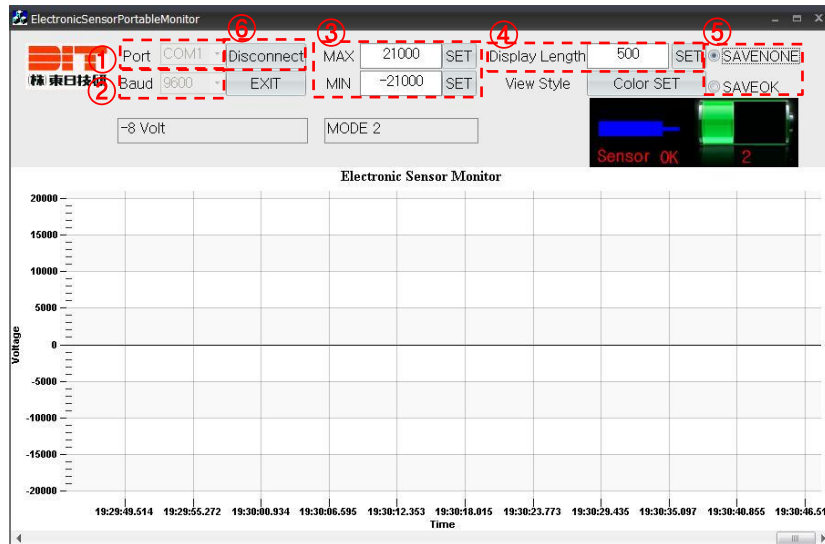 ElectronicSensorPortableMonitor
⑥ ③ ④ ⑤
BIT
㈱東日技研
① Port COM1 Disconnect MAX 21000 SET Display Length 500 SET SAVENONE
② Baud 9600 EXIT MIN -21000 SET View Style Color SET SAVEOK
-8 Volt MODE 2
Sensor OK 2
Electronic Sensor Monitor
20000
15000
10000
5000
0
-5000
-10000
-15000
-20000
Voltage
19:29:49.514 19:29:55.272 19:30:00.934 19:30:06.595 19:30:12.353 19:30:18.015 19:30:23.773 19:30:29.435 19:30:35.097 19:30:40.855 19:30:46.51
Time